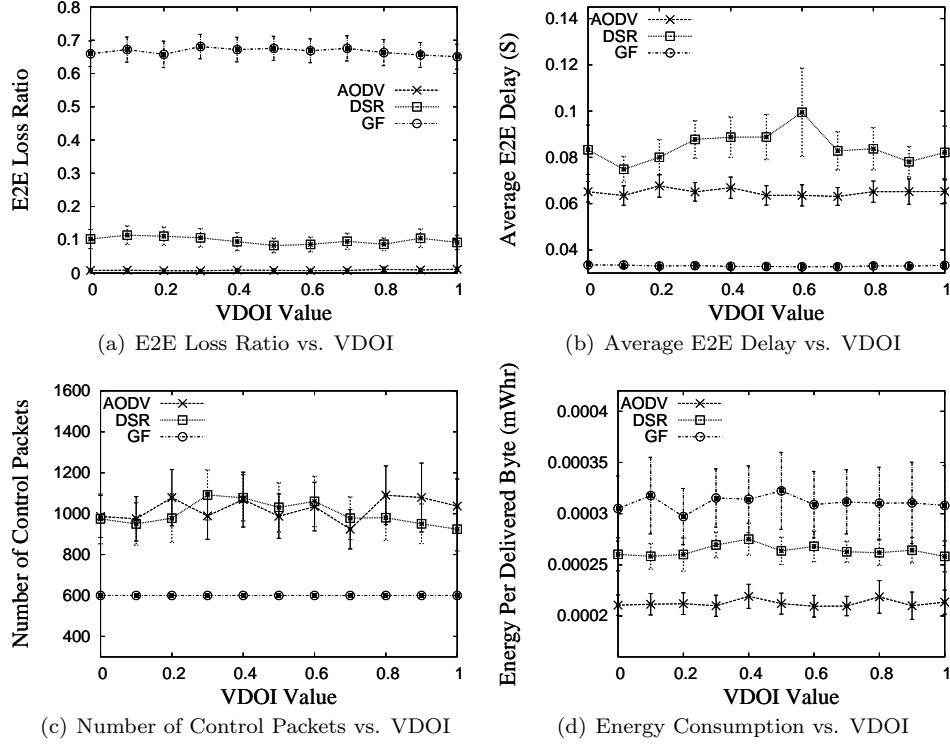 0.8
0.7
0.6
0.5
0.4
0.3
0.2
0.1
0
E2E Loss Ratio
AODV
DSR
GF
0 0.2 0.4 0.6 0.8 1
VDOI Value
(a) E2E Loss Ratio vs. VDOI
0.14
0.12
0.1
0.08
0.06
0.04
Average E2E Delay (S)
AODV
DSR
GF
0 0.2 0.4 0.6 0.8 1
VDOI Value
(b) Average E2E Delay vs. VDOI
1600
1400
1200
1000
800
600
400
Number of Control Packets
AODV
DSR
GF
0 0.2 0.4 0.6 0.8 1
VDOI Value
(c) Number of Control Packets vs. VDOI
0.0004
0.00035
0.0003
0.00025
0.0002
Energy Per Delivered Byte (mWhr)
AODV
DSR
GF
0 0.2 0.4 0.6 0.8 1
VDOI Value
(d) Energy Consumption vs. VDOI